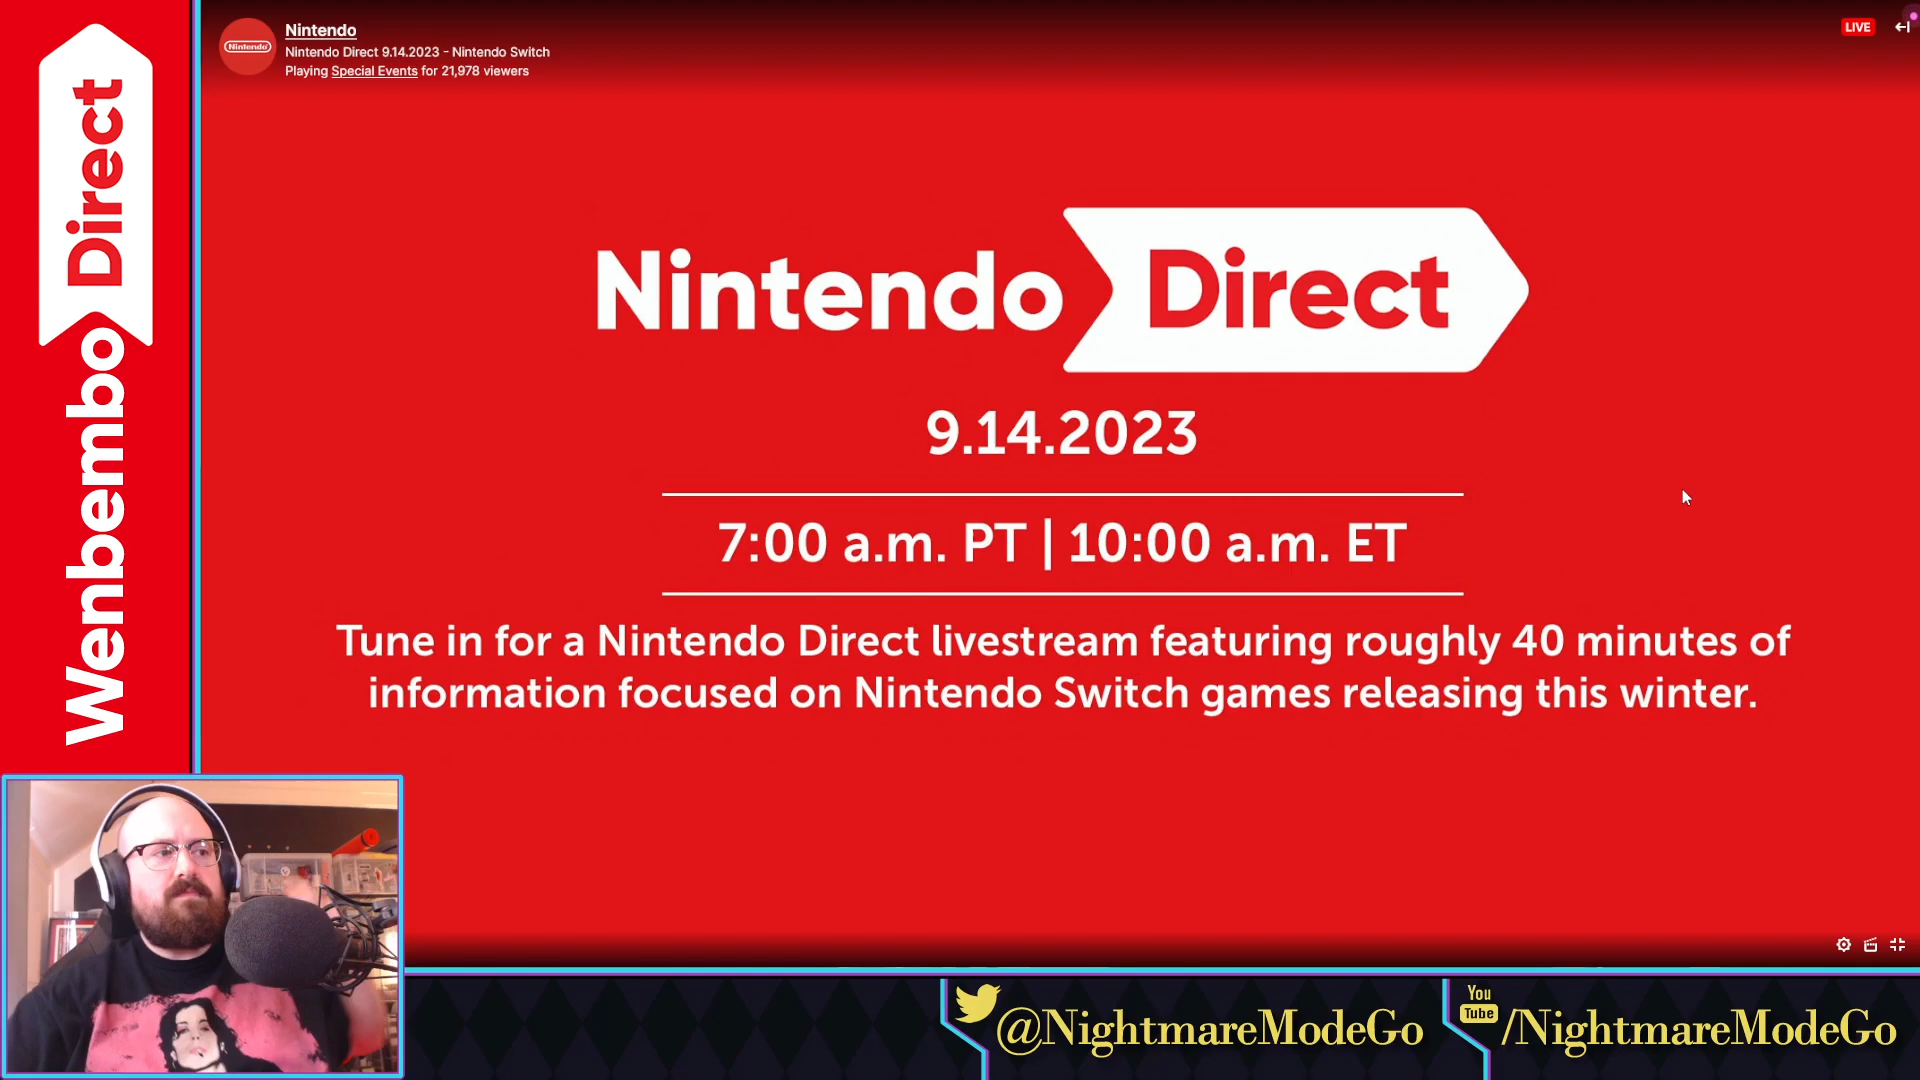 Wenbembo Direct
Nintendo
Nintendo
Nintendo Direct 9.14.2023 - Nintendo Switch
Playing Special Events for 21,978 viewers
LIVE
Nintendo Direct
9.14.2023
7:00 a.m. PT | 10:00 a.m. ET
Tune in for a Nintendo Direct livestream featuring roughly 40 minutes of
information focused on Nintendo Switch games releasing this winter.
@NightmareModeGo
You
Tube
/NightmareModeGo